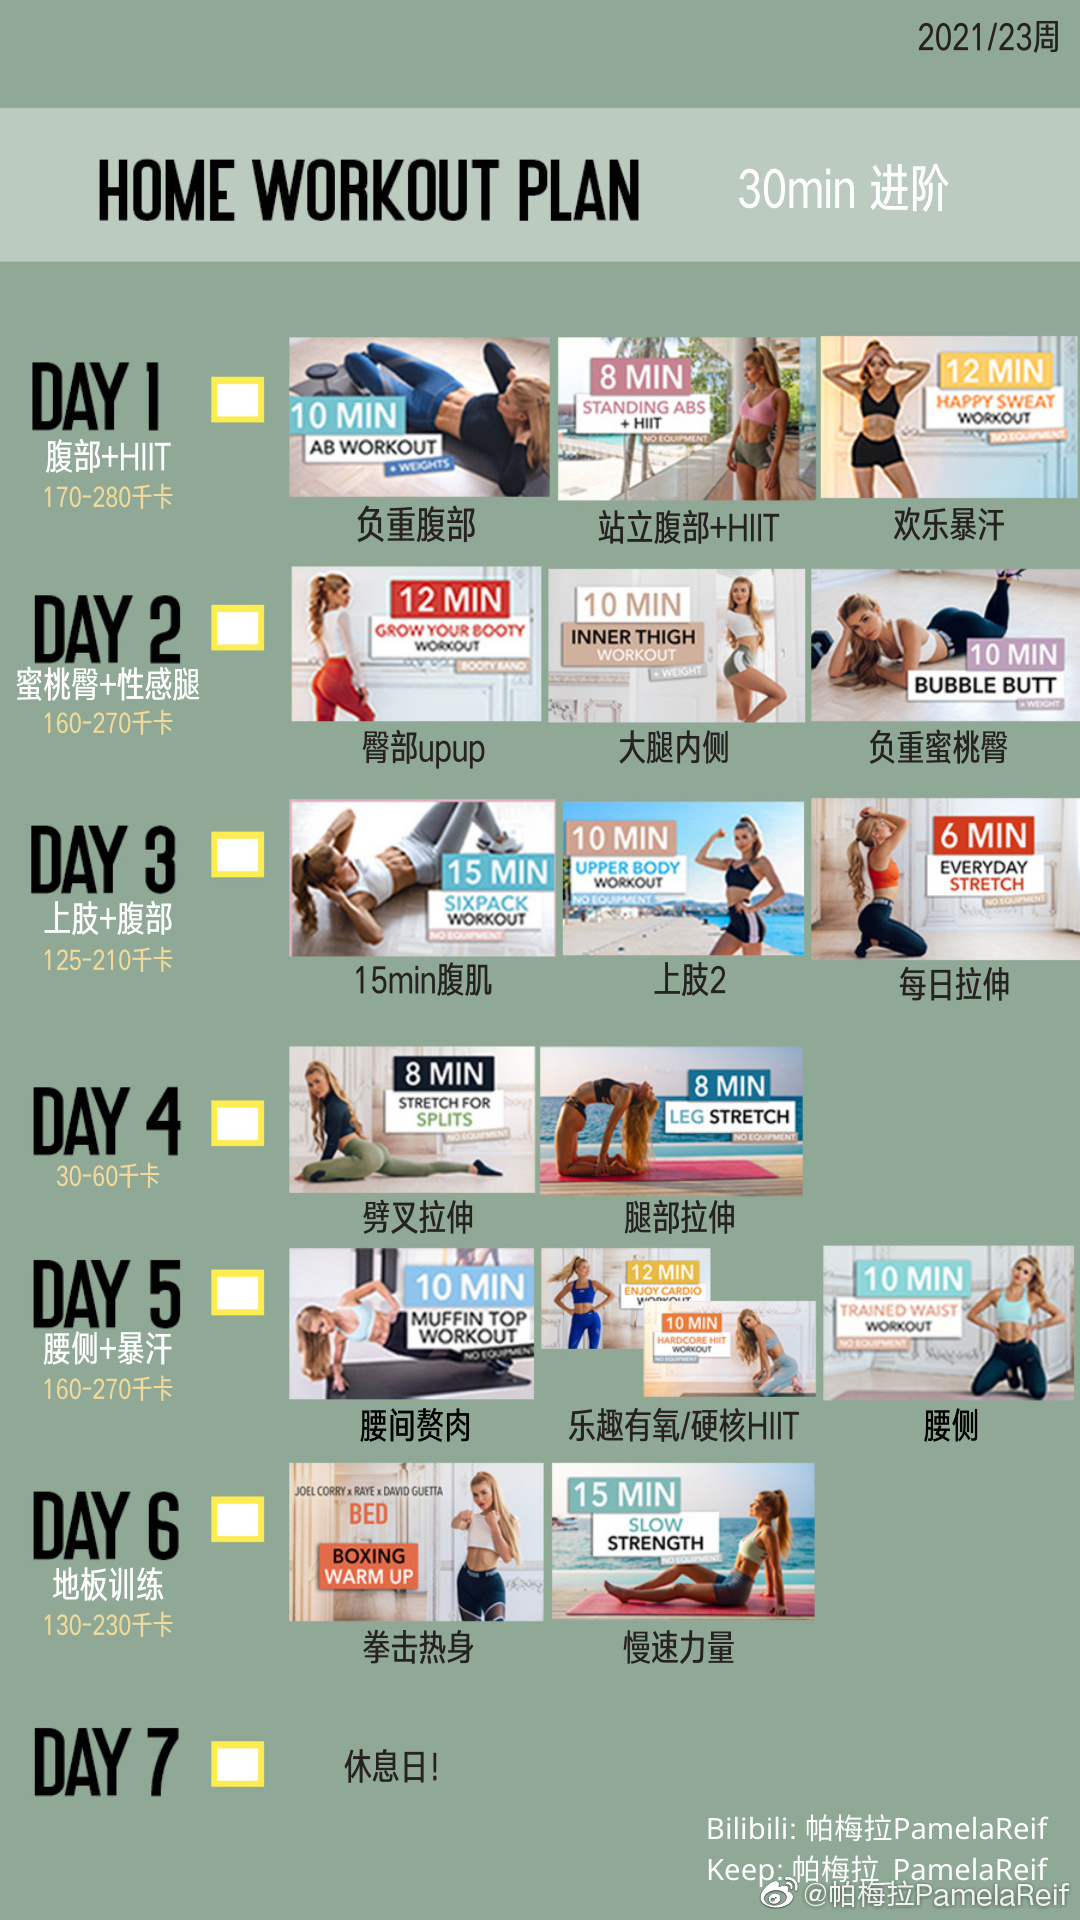 2021/23周
HOME WORKOUT PLAN
30min 进阶
DAY 1
腹部+HIIT
170-280千卡
10 MIN
AB WORKOUT
+ WEIGHTS
负重腹部
8 MIN
STANDING ABS
+ HIIT
NO EQUIPMENT
站立腹部+HIIT
12 MIN
HAPPY SWEAT
WORKOUT
NO EQUIPMENT
欢乐暴汗
DAY 2
蜜桃臀+性感腿
160-270千卡
12 MIN
GROW YOUR BOOTY
WORKOUT
BOOTY BAND
臀部upup
10 MIN
INNER THIGH
WORKOUT
+ WEIGHT
大腿内侧
10 MIN
BUBBLE BUTT
+ WEIGHT
负重蜜桃臀
DAY 3
上肢+腹部
125-210千卡
15 MIN
SIXPACK
WORKOUT
NO EQUIPMENT
15min腹肌
10 MIN
UPPER BODY
WORKOUT
NO EQUIPMENT
上肢2
6 MIN
EVERYDAY
STRETCH
NO EQUIPMENT
每日拉伸
DAY 4
30-60千卡
8 MIN
STRETCH FOR
SPLITS
NO EQUIPMENT
劈叉拉伸
8 MIN
LEG STRETCH
NO EQUIPMENT
腿部拉伸
DAY 5
腰侧+暴汗
160-270千卡
10 MIN
MUFFIN TOP
WORKOUT
NO EQUIPMENT
腰间赘肉
12 MIN
ENJOY CARDIO
WORKOUT
10 MIN
HARDCORE HIIT
WORKOUT
NO EQUIPMENT
乐趣有氧/硬核HIIT
10 MIN
TRAINED WAIST
WORKOUT
NO EQUIPMENT
腰侧
DAY 6
地板训练
130-230千卡
JOEL CORRY x RAYE x DAVID GUETTA
BED
BOXING
WARM UP
拳击热身
15 MIN
SLOW
STRENGTH
NO EQUIPMENT
慢速力量
DAY 7
休息日!
Bilibili: 帕梅拉PamelaReif
Keep: 帕梅拉_PamelaReif
@帕梅拉PamelaReif